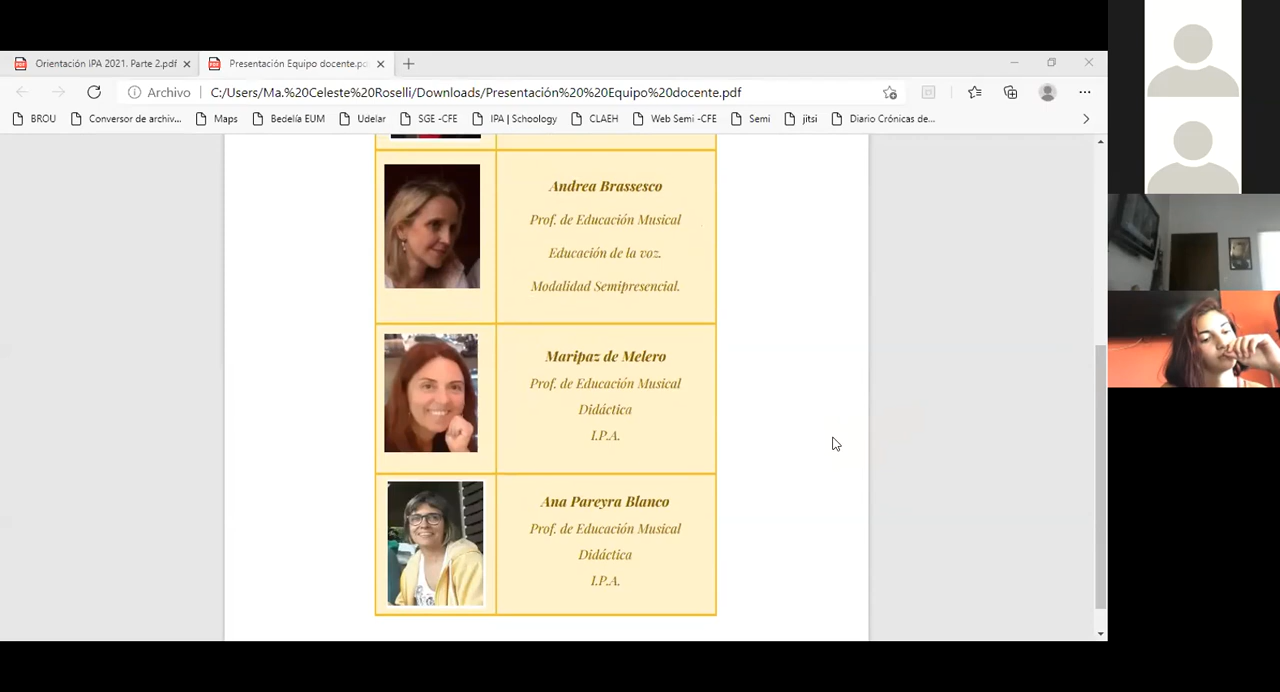 Orientación IPA 2021. Parte 2.pdf
Presentación Equipo docente.pd
Archivo
C:/Users/Ma.%20Celeste%20Roselli/Downloads/Presentación%20%20Equipo%20docente.pdf
BROU
Conversor de archiv...
Maps
Bedelía EUM
Udelar
SGE -CFE
IPA | Schoology
CLAEH
Web Semi -CFE
Semi
jitsi
Diario Crónicas de...
Andrea Brassesco
Prof. de Educación Musical
Educación de la voz.
Modalidad Semipresencial.
Maripaz de Melero
Prof. de Educación Musical
Didáctica
I.P.A.
Ana Pareyra Blanco
Prof. de Educación Musical
Didáctica
I.P.A.